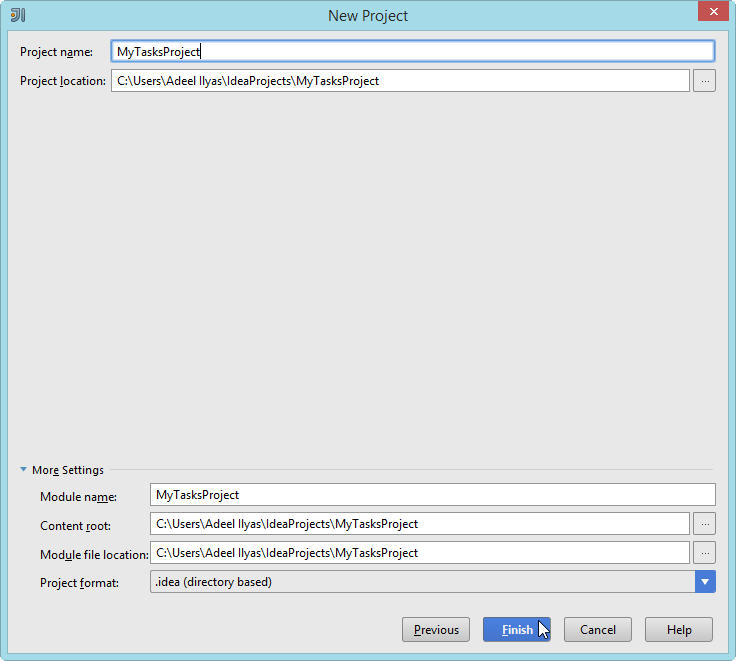 New Project
Project name: MyTasksProject
Project location: C:\Users\Adeel Ilyas\IdeaProjects\MyTasksProject ...
More Settings
Module name: MyTasksProject
Content root: C:\Users\Adeel Ilyas\IdeaProjects\MyTasksProject ...
Module file location: C:\Users\Adeel Ilyas\IdeaProjects\MyTasksProject ...
Project format: .idea (directory based)
Previous Finish Cancel Help